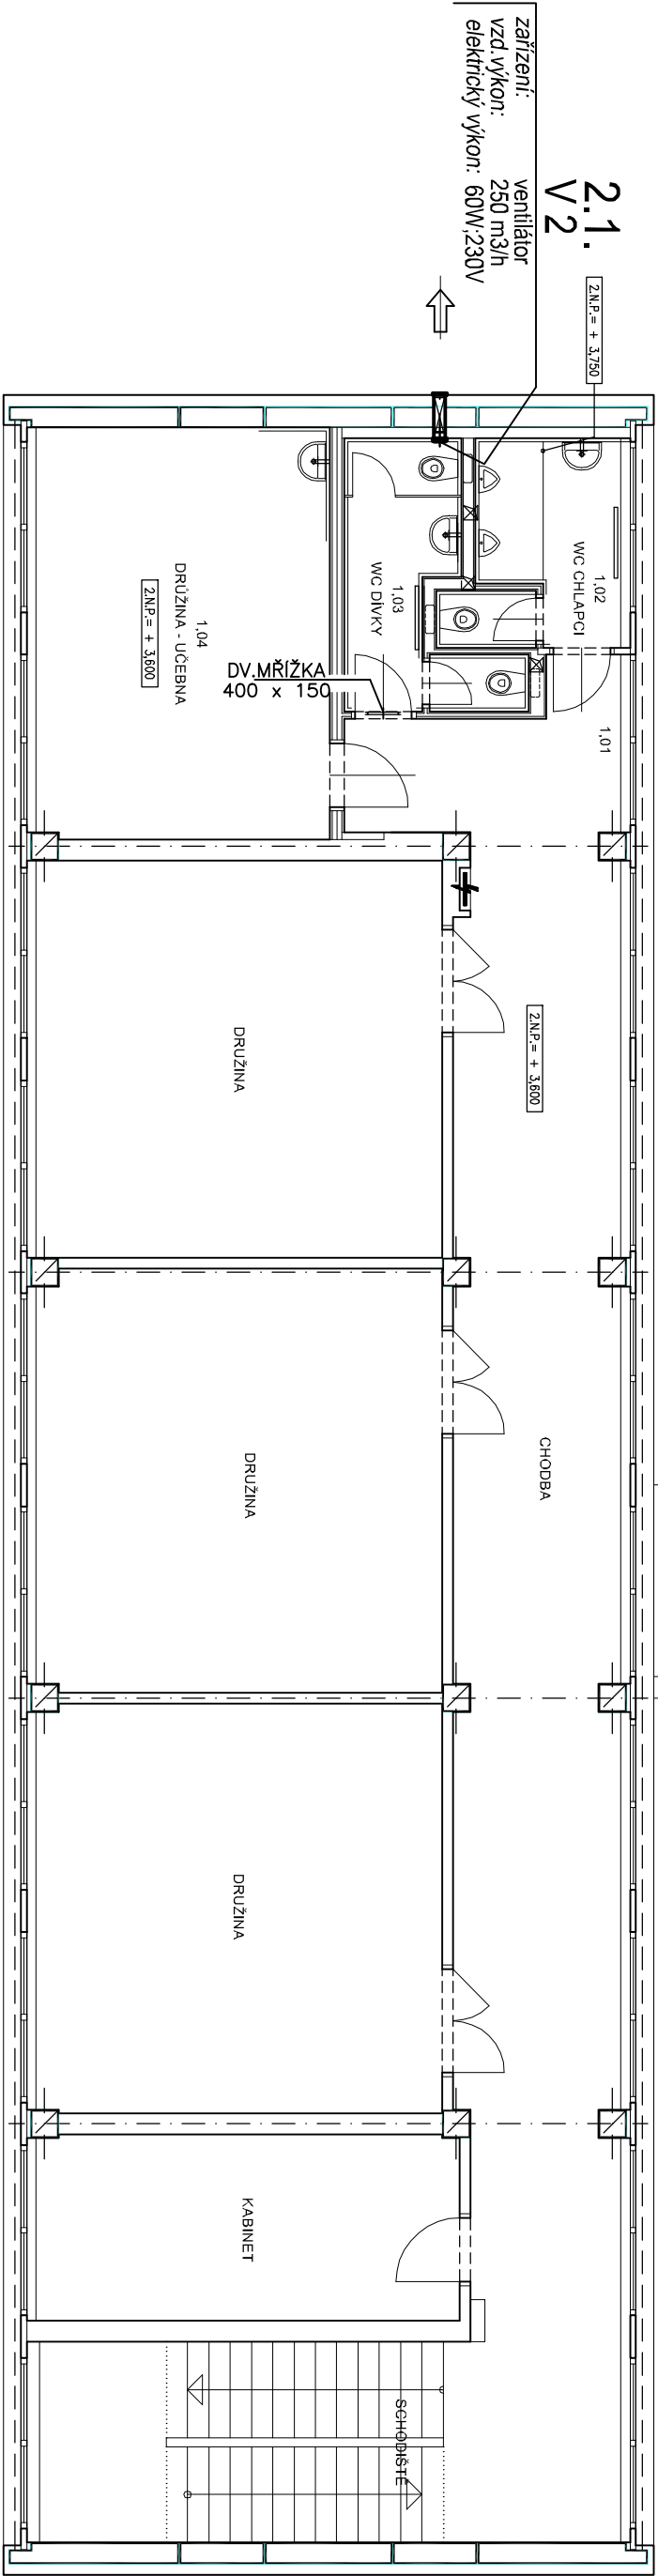 2.1.
V 2
zařízení: ventilátor
vzd.výkon: 250 m3/h
elektrický výkon: 60W;230V
2.N.P.= + 3,750
1,02
WC CHLAPCI
1,03
WC DÍVKY
1,01
1,04
DRŮŽINA - UČEBNA
2.N.P.= + 3,600
DV.MŘÍŽKA
400 x 150
2.N.P.= + 3,600
DRUŽINA
CHODBA
DRUŽINA
DRUŽINA
KABINET
SCHODIŠTĚ